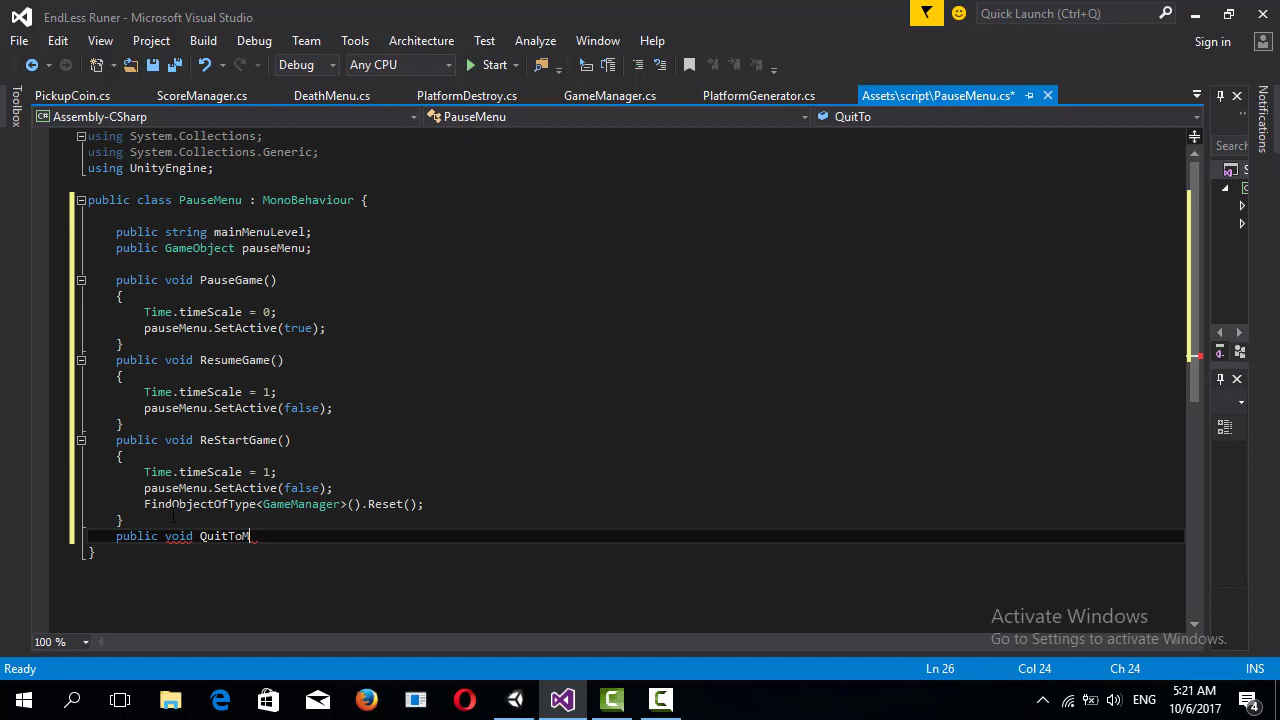 EndLess Runer - Microsoft Visual Studio
Quick Launch (Ctrl+Q)
File Edit View Project Build Debug Team Tools Architecture Test Analyze Window Help
Sign in
Debug Any CPU Start
PickupCoin.cs ScoreManager.cs DeathMenu.cs PlatformDestroy.cs GameManager.cs PlatformGenerator.cs Assets\script\PauseMenu.cs*
Toolbox
Notifications
Assembly-CSharp PauseMenu QuitTo
Search
using System.Collections;
using System.Collections.Generic;
using UnityEngine;
public class PauseMenu : MonoBehaviour {
public string mainMenuLevel;
public GameObject pauseMenu;
public void PauseGame()
{
Time.timeScale = 0;
pauseMenu.SetActive(true);
}
public void ResumeGame()
{
Time.timeScale = 1;
pauseMenu.SetActive(false);
}
public void ReStartGame()
{
Time.timeScale = 1;
pauseMenu.SetActive(false);
FindObjectOfType<GameManager>().Reset();
}
public void QuitToM
}
Activate Windows
Go to Settings to activate Windows.
100 %
Ready Ln 26 Col 24 Ch 24 INS
ENG
5:21 AM
10/6/2017
4